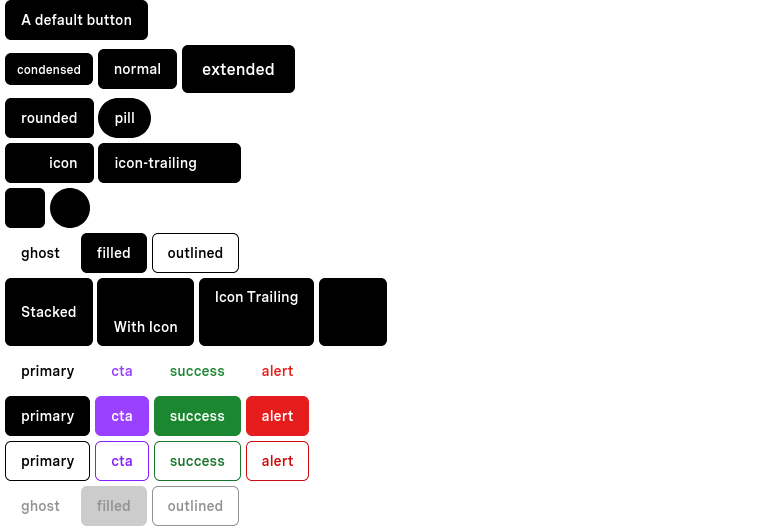 A default button
condensed normal extended
rounded pill
icon icon-trailing
ghost filled outlined
Stacked With Icon Icon Trailing
primary cta success alert
primary cta success alert
primary cta success alert
ghost filled outlined